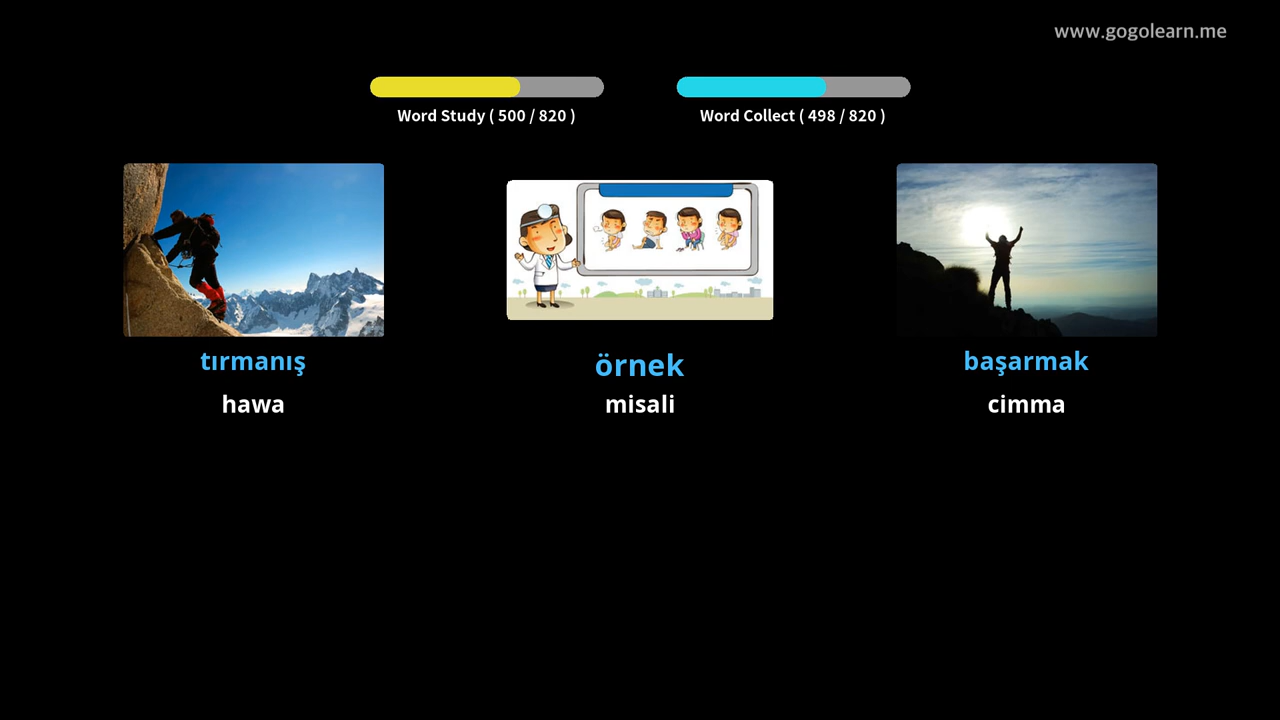 www.gogolearn.me
Word Study ( 500 / 820 )
Word Collect ( 498 / 820 )
tırmanış
hawa
örnek
misali
başarmak
cimma